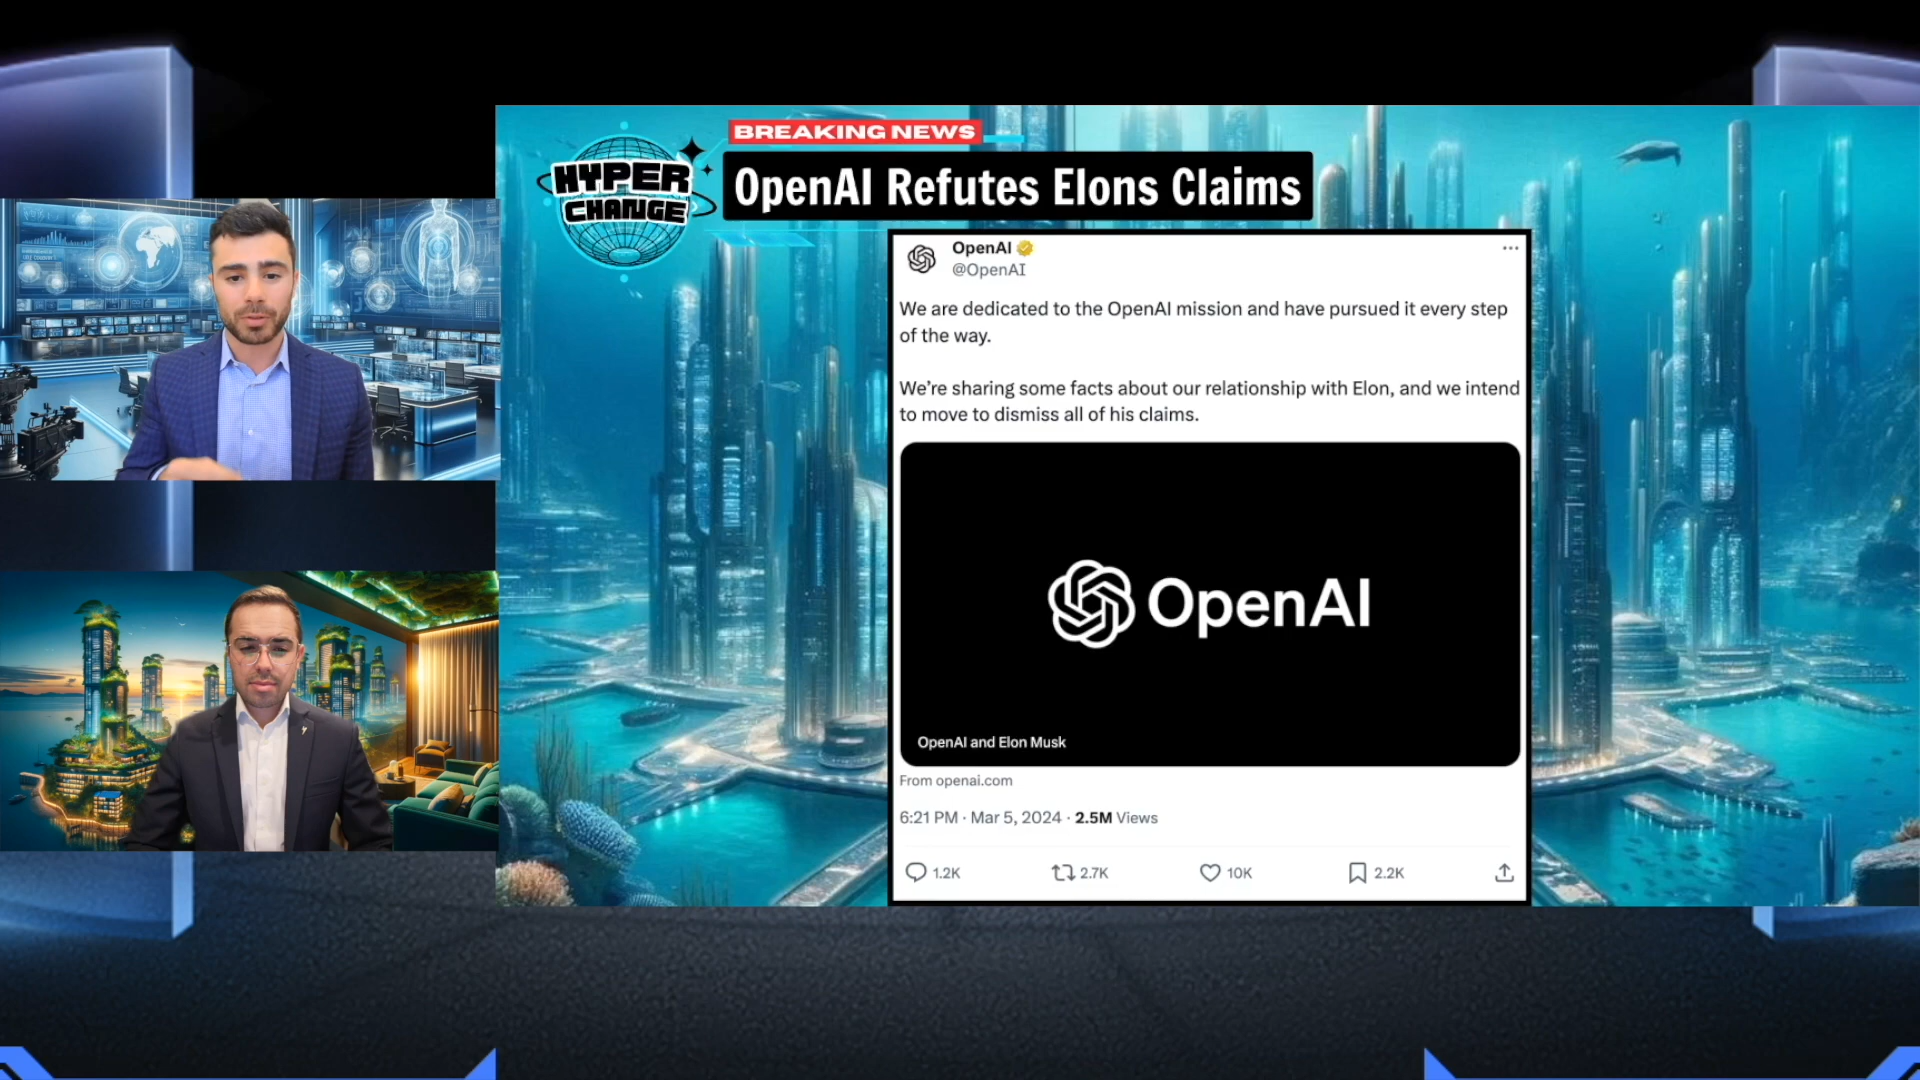 BREAKING NEWS
HYPER
CHANGE
OpenAI Refutes Elons Claims
OpenAI
@OpenAI
We are dedicated to the OpenAI mission and have pursued it every step
of the way.
We’re sharing some facts about our relationship with Elon, and we intend
to move to dismiss all of his claims.
OpenAI
OpenAI and Elon Musk
From openai.com
6:21 PM · Mar 5, 2024 · 2.5M Views
1.2K 2.7K 10K 2.2K